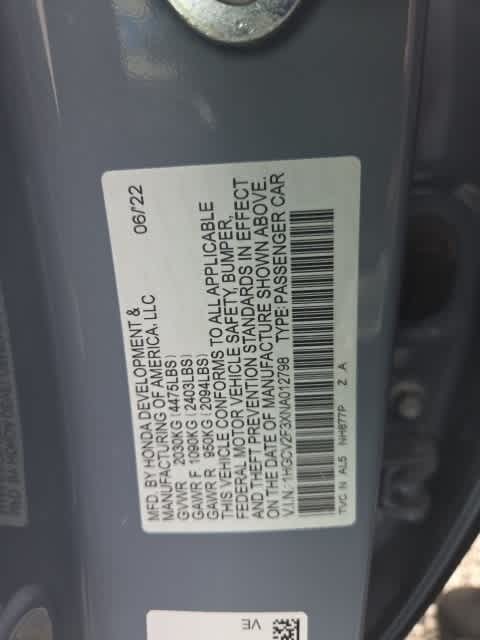 MFD. BY HONDA DEVELOPMENT &
MANUFACTURING OF AMERICA, LLC 06/22
GVWR 2030KG (4475LBS)
GAWR F 1090KG (2403LBS)
GAWR R 950KG (2094LBS)
THIS VEHICLE CONFORMS TO ALL APPLICABLE
FEDERAL MOTOR VEHICLE SAFETY, BUMPER,
AND THEFT PREVENTION STANDARDS IN EFFECT
ON THE DATE OF MANUFACTURE SHOWN ABOVE.
V.I.N.: 1HGCV2F3XNA012798 TYPE:PASSENGER CAR
TVC N AL5 NH877P Z A
VE